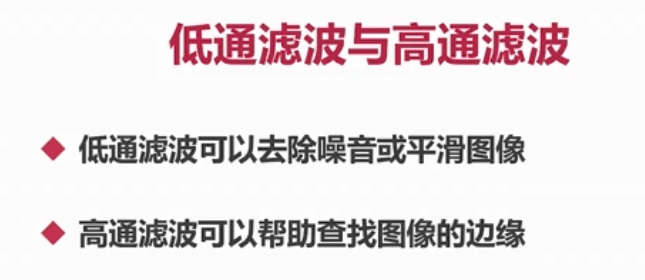 低通滤波与高通滤波
低通滤波可以去除噪音或平滑图像
高通滤波可以帮助查找图像的边缘